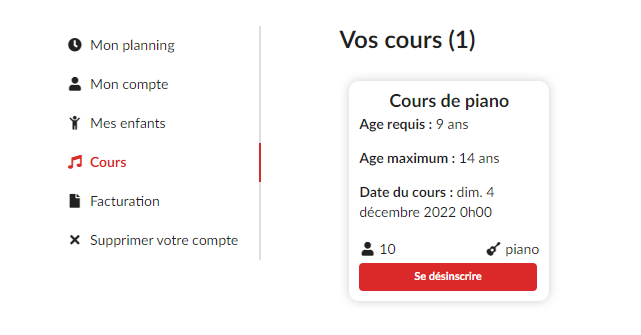 Mon planning
Mon compte
Mes enfants
Cours
Facturation
Supprimer votre compte
Vos cours (1)
Cours de piano
Age requis : 9 ans
Age maximum : 14 ans
Date du cours : dim. 4
décembre 2022 0h00
10 piano
Se désinscrire